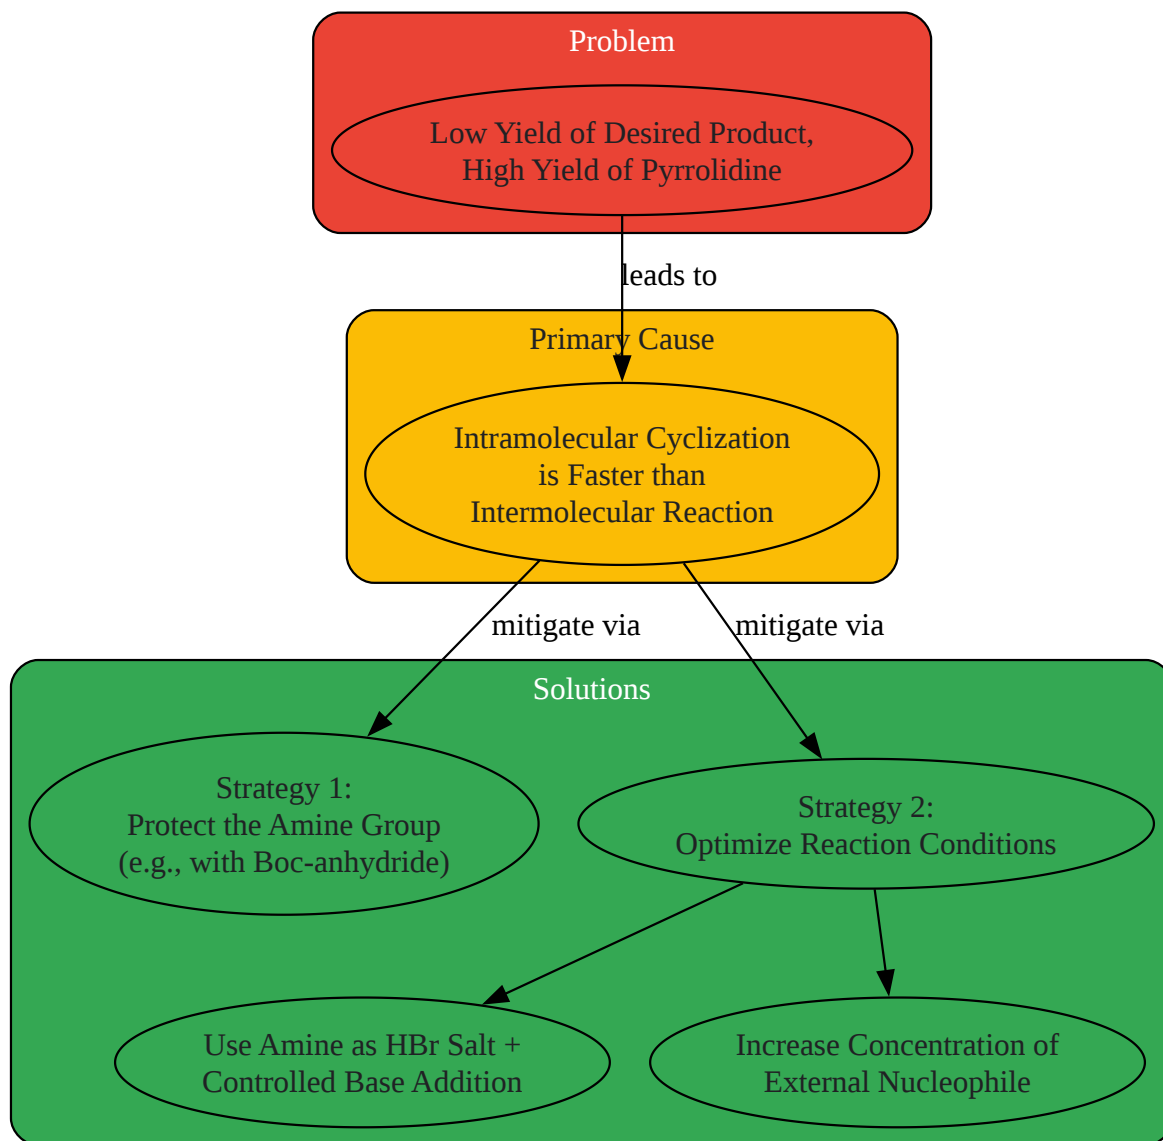 Problem
Low Yield of Desired Product,
High Yield of Pyrrolidine
leads to
Primary Cause
Intramolecular Cyclization
is Faster than
Intermolecular Reaction
mitigate via
mitigate via
Solutions
Strategy 1:
Protect the Amine Group
(e.g., with Boc-anhydride)
Strategy 2:
Optimize Reaction Conditions
Use Amine as HBr Salt +
Controlled Base Addition
Increase Concentration of
External Nucleophile